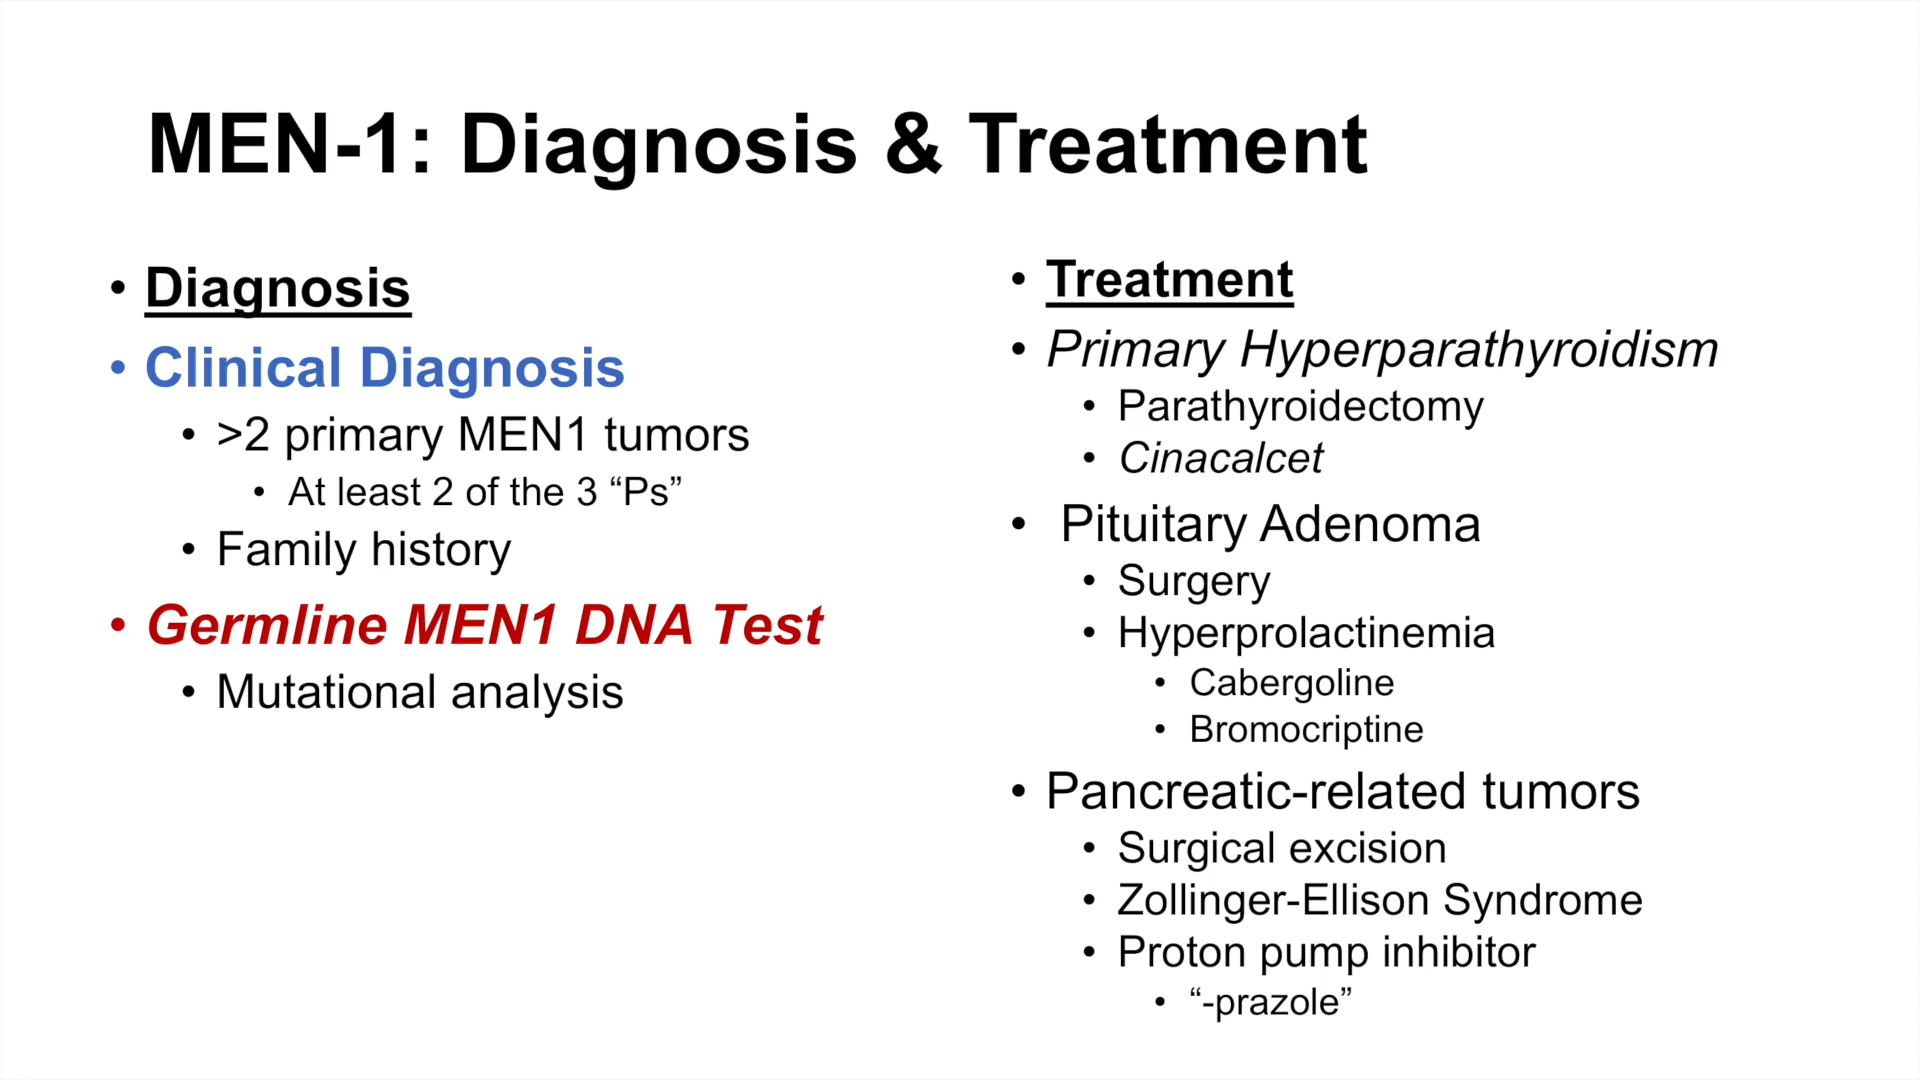 MEN-1: Diagnosis & Treatment
• Diagnosis
• Clinical Diagnosis
• >2 primary MEN1 tumors
• At least 2 of the 3 “Ps”
• Family history
• Germline MEN1 DNA Test
• Mutational analysis
• Treatment
• Primary Hyperparathyroidism
• Parathyroidectomy
• Cinacalcet
• Pituitary Adenoma
• Surgery
• Hyperprolactinemia
• Cabergoline
• Bromocriptine
• Pancreatic-related tumors
• Surgical excision
• Zollinger-Ellison Syndrome
• Proton pump inhibitor
• “-prazole”